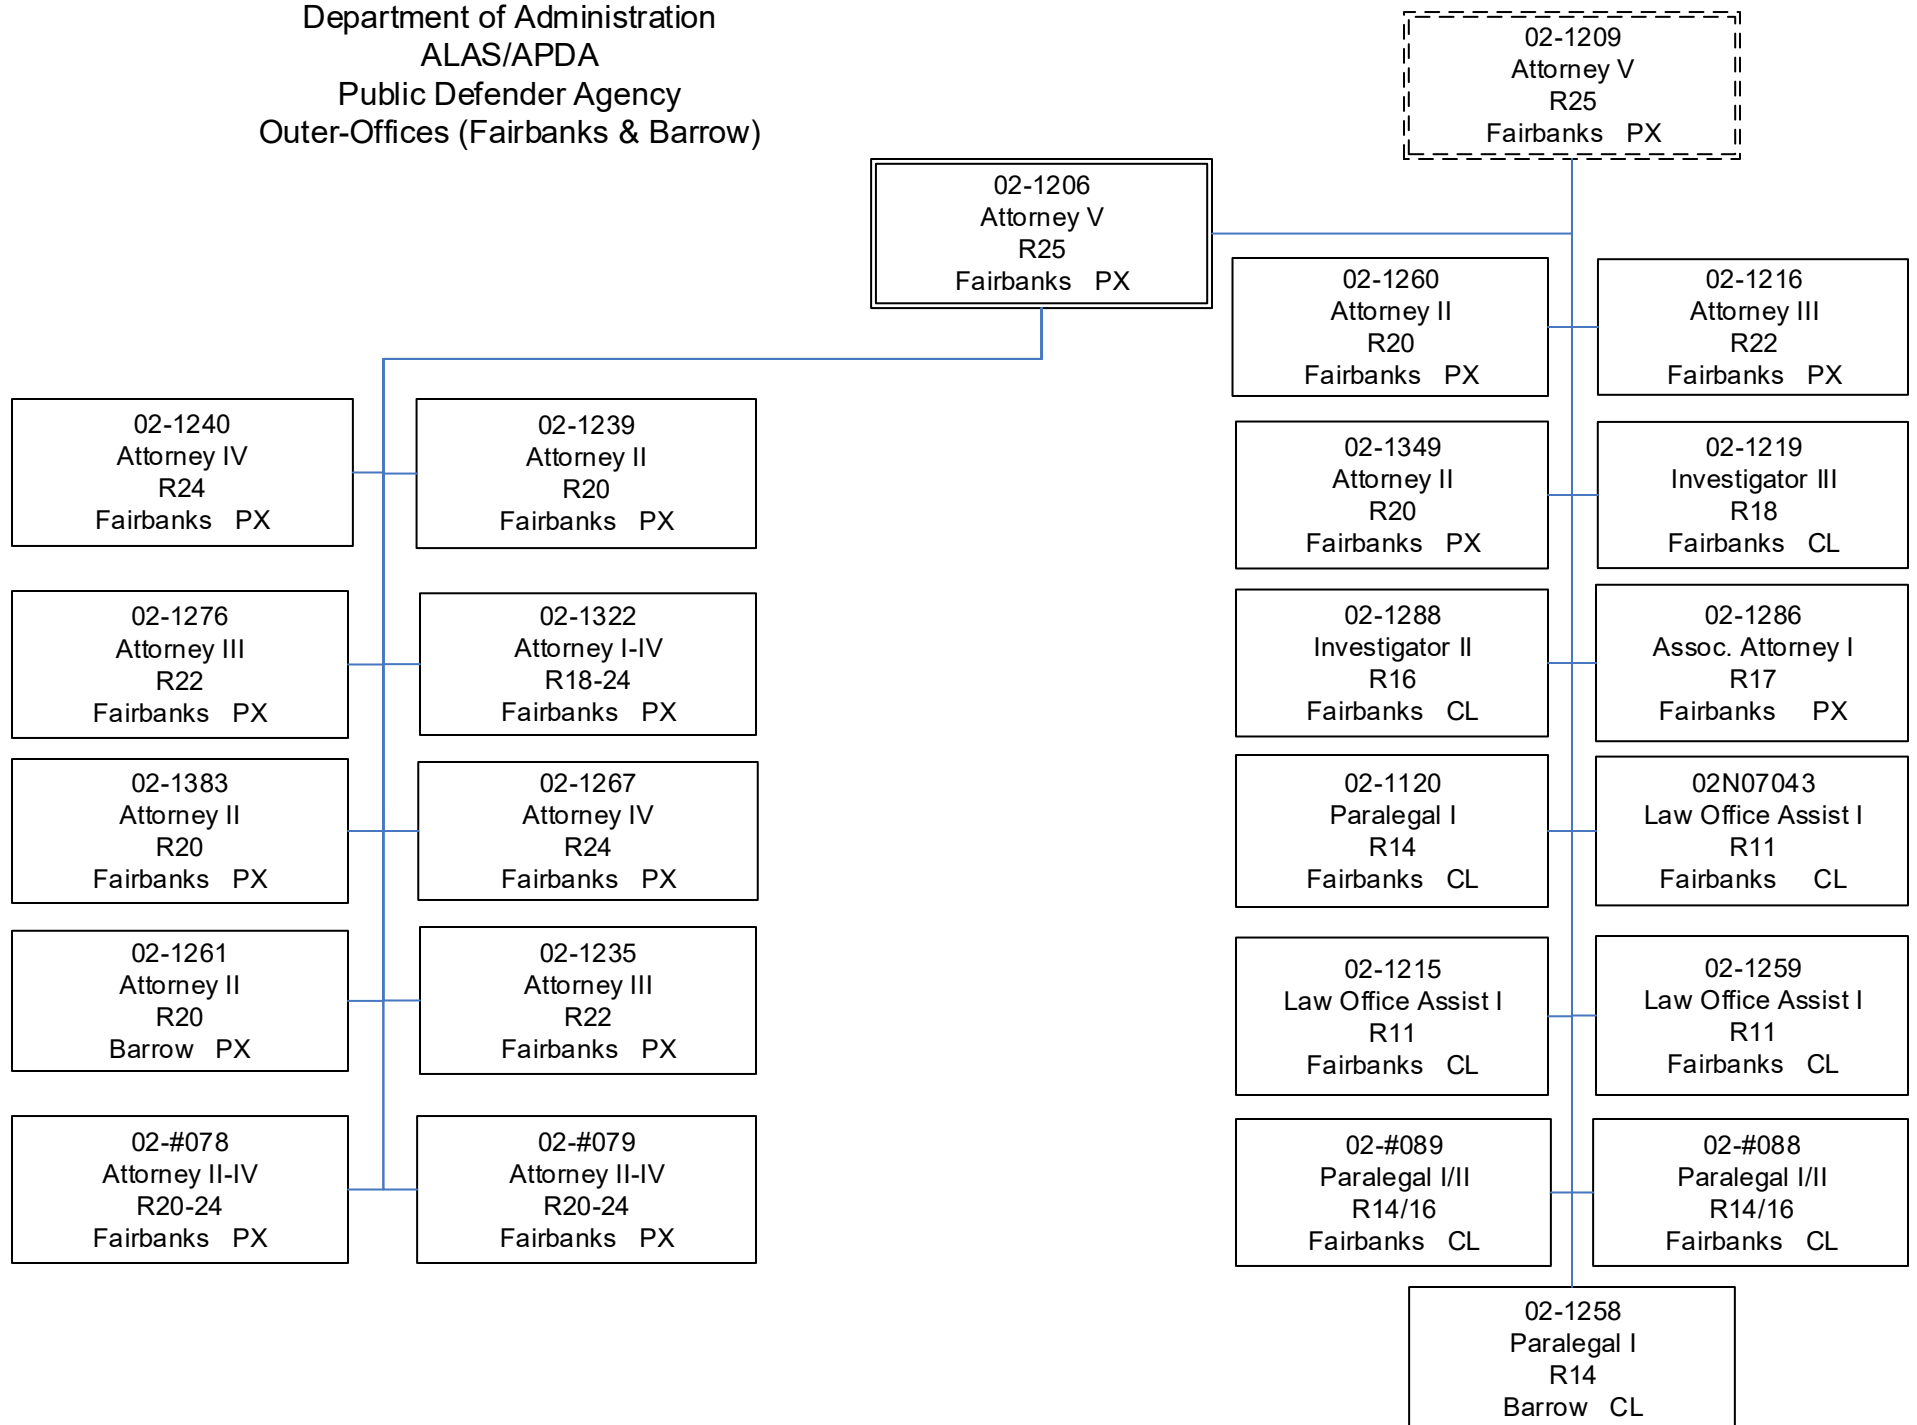 Department of Administration
ALAS/APDA
Public Defender Agency
Outer-Offices (Fairbanks & Barrow)
02-1209
Attorney V
R25
Fairbanks PX
02-1206
Attorney V
R25
Fairbanks PX
02-1240
Attorney IV
R24
Fairbanks PX
02-1239
Attorney II
R20
Fairbanks PX
02-1276
Attorney III
R22
Fairbanks PX
02-1322
Attorney I-IV
R18-24
Fairbanks PX
02-1383
Attorney II
R20
Fairbanks PX
02-1267
Attorney IV
R24
Fairbanks PX
02-1261
Attorney II
R20
Barrow PX
02-1235
Attorney III
R22
Fairbanks PX
02-#078
Attorney II-IV
R20-24
Fairbanks PX
02-#079
Attorney II-IV
R20-24
Fairbanks PX
02-1260
Attorney II
R20
Fairbanks PX
02-1216
Attorney III
R22
Fairbanks PX
02-1349
Attorney II
R20
Fairbanks PX
02-1219
Investigator III
R18
Fairbanks CL
02-1288
Investigator II
R16
Fairbanks CL
02-1286
Assoc. Attorney I
R17
Fairbanks PX
02-1120
Paralegal I
R14
Fairbanks CL
02N07043
Law Office Assist I
R11
Fairbanks CL
02-1215
Law Office Assist I
R11
Fairbanks CL
02-1259
Law Office Assist I
R11
Fairbanks CL
02-#089
Paralegal I/II
R14/16
Fairbanks CL
02-#088
Paralegal I/II
R14/16
Fairbanks CL
02-1258
Paralegal I
R14
Barrow CL